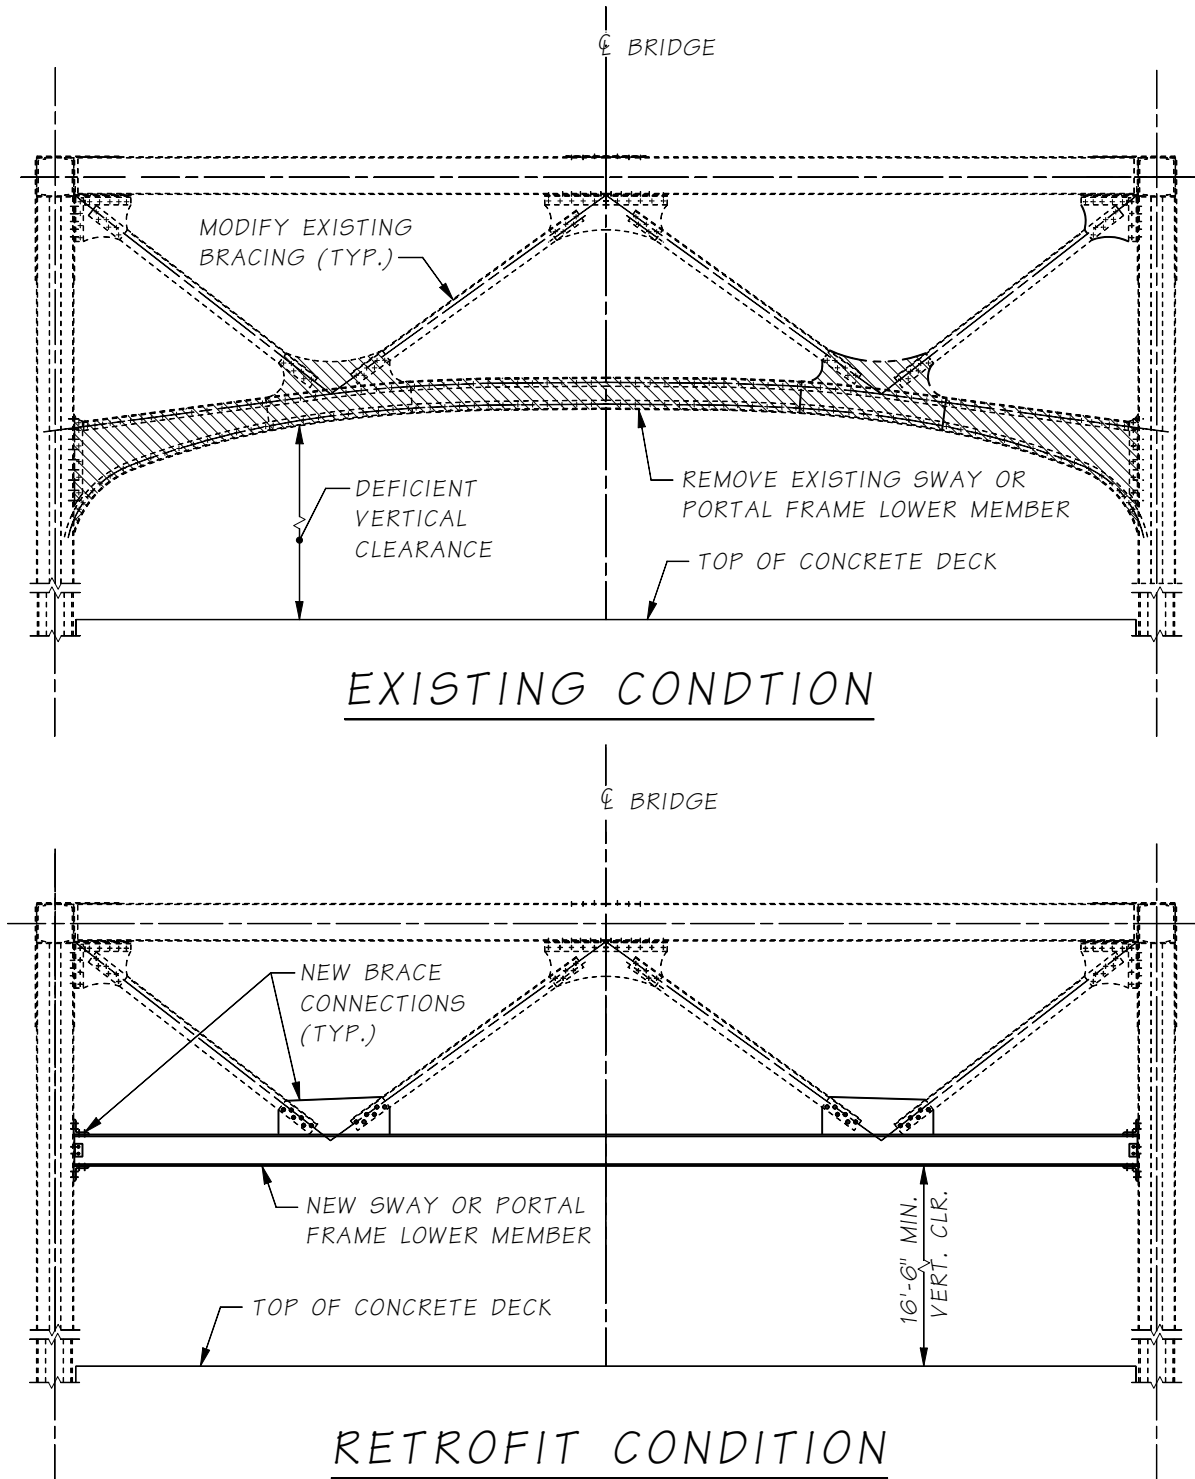 ℄ BRIDGE
MODIFY EXISTING
BRACING (TYP.)
DEFICIENT
VERTICAL
CLEARANCE
REMOVE EXISTING SWAY OR
PORTAL FRAME LOWER MEMBER
TOP OF CONCRETE DECK
EXISTING CONDTION
℄ BRIDGE
NEW BRACE
CONNECTIONS
(TYP.)
NEW SWAY OR PORTAL
FRAME LOWER MEMBER
16'-6" MIN.
VERT. CLR.
TOP OF CONCRETE DECK
RETROFIT CONDITION